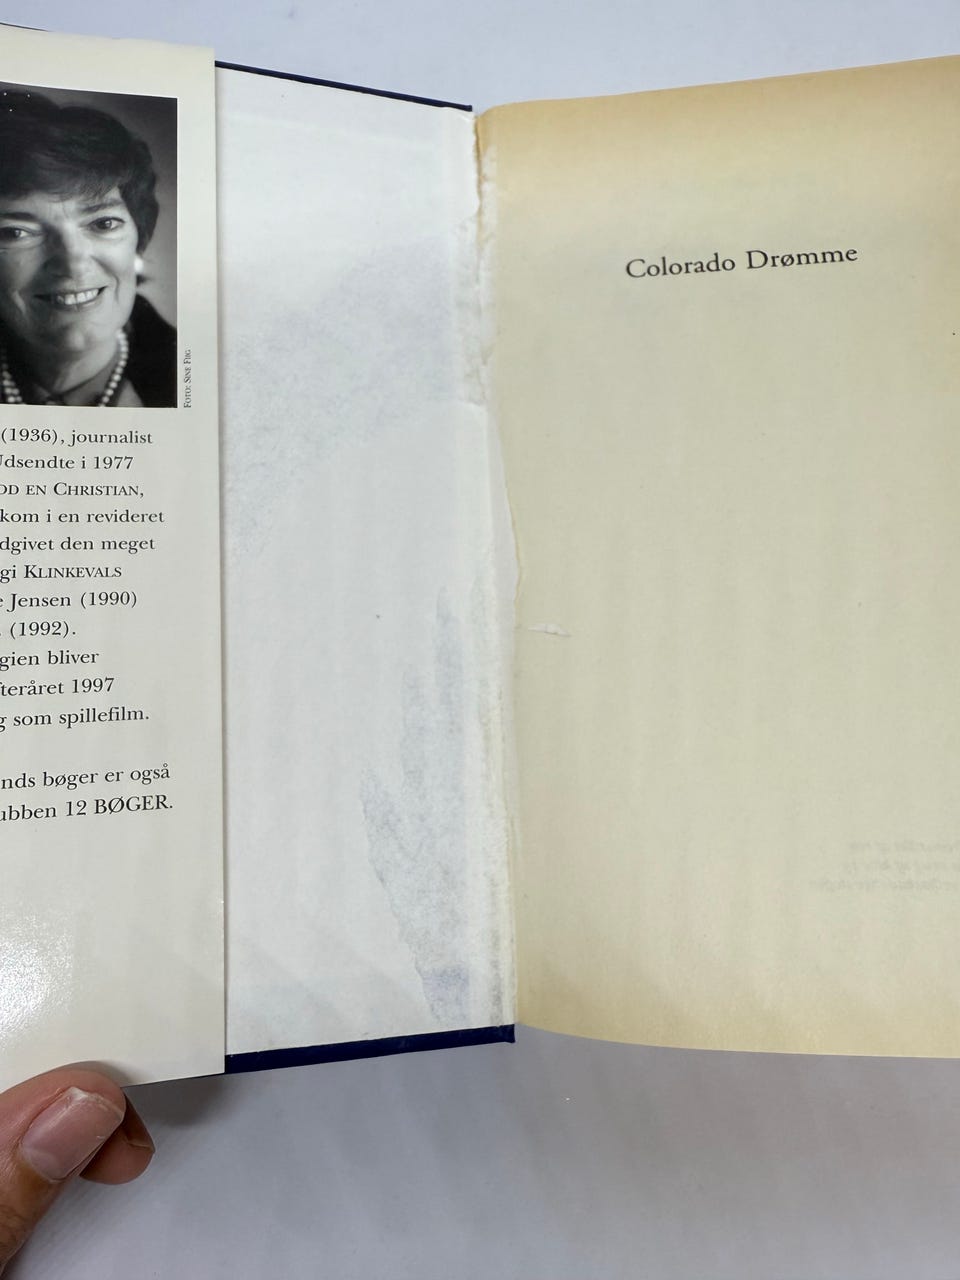 FOTO: SINE FIIG
(1936), journalist
Udsendte i 1977
OD EN CHRISTIAN,
kom i en revideret
dgivet den meget
gi KLINKEVALS
e Jensen (1990)
. (1992).
gien bliver
fteråret 1997
g som spillefilm.
nds bøger er også
ubben 12 BØGER.
Colorado Drømme